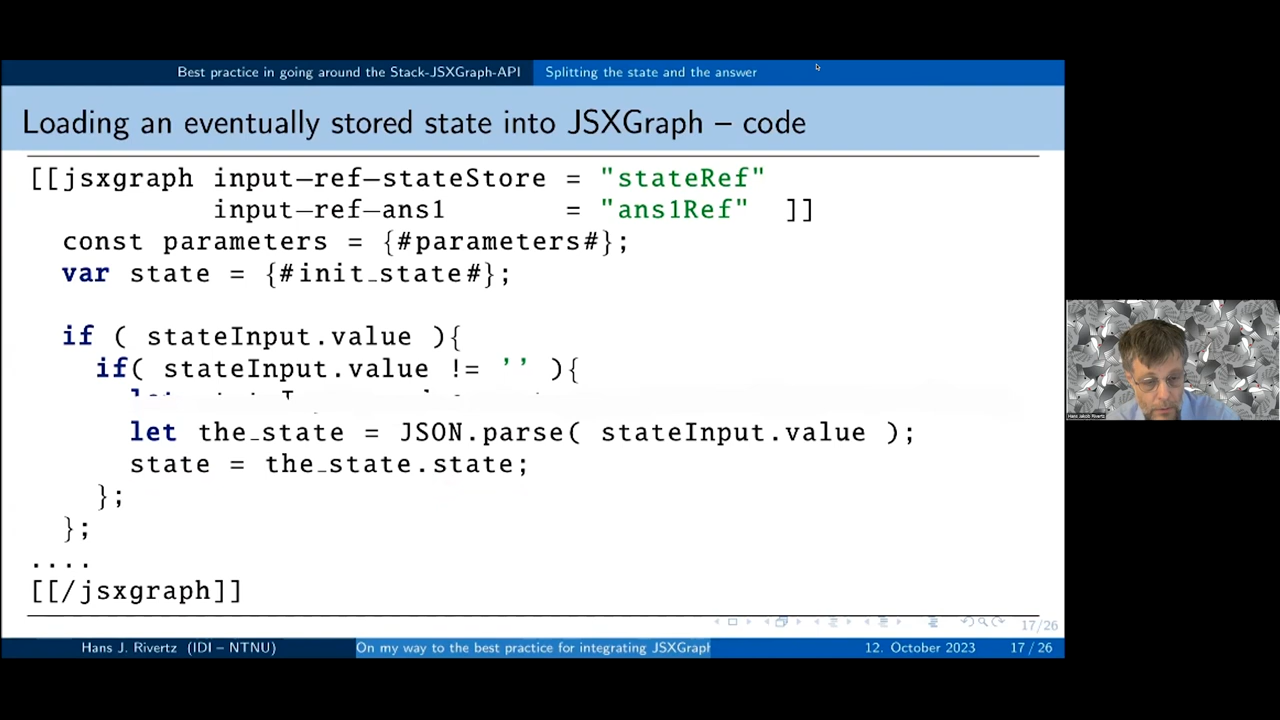 Best practice in going around the Stack-JSXGraph-API Splitting the state and the answer
Loading an eventually stored state into JSXGraph – code
[[jsxgraph input–ref–stateStore = "stateRef"
input–ref–ans1 = "ans1Ref" ]]
const parameters = {#parameters#};
var state = {#init_state#};
if ( stateInput.value ){
if( stateInput.value != '' ){
let the_state = JSON.parse( stateInput.value );
state = the_state.state;
};
};
....
[[/jsxgraph]]
17/26
Hans J. Rivertz (IDI – NTNU) On my way to the best practice for integrating JSXGraph 12. October 2023 17 / 26
Hans Jakob Rivertz